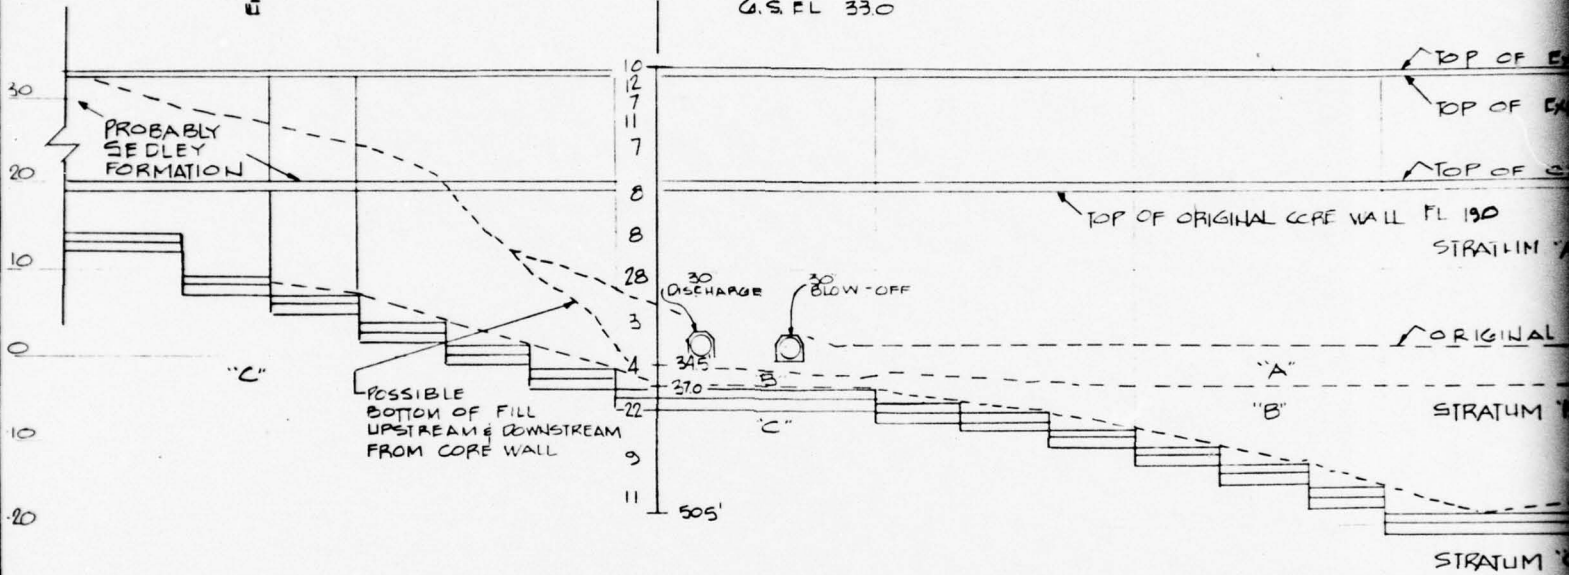 G.S. EL 33.0
30
20
10
0
10
20
PROBABLY
SEDLEY
FORMATION
10
12
7
11
7
8
8
28
3
4
22
9
11
34.5
37.0
50.5'
30
DISCHARGE
30
BLOW-OFF
TOP OF
TOP OF
TOP OF
TOP OF ORIGINAL CORE WALL EL 19.0
STRATUM "A
ORIGINAL
"A"
"B"
B
STRATUM
"C"
"C"
POSSIBLE
BOTTOM OF FILL
UPSTREAM & DOWNSTREAM
FROM CORE WALL
STRATUM